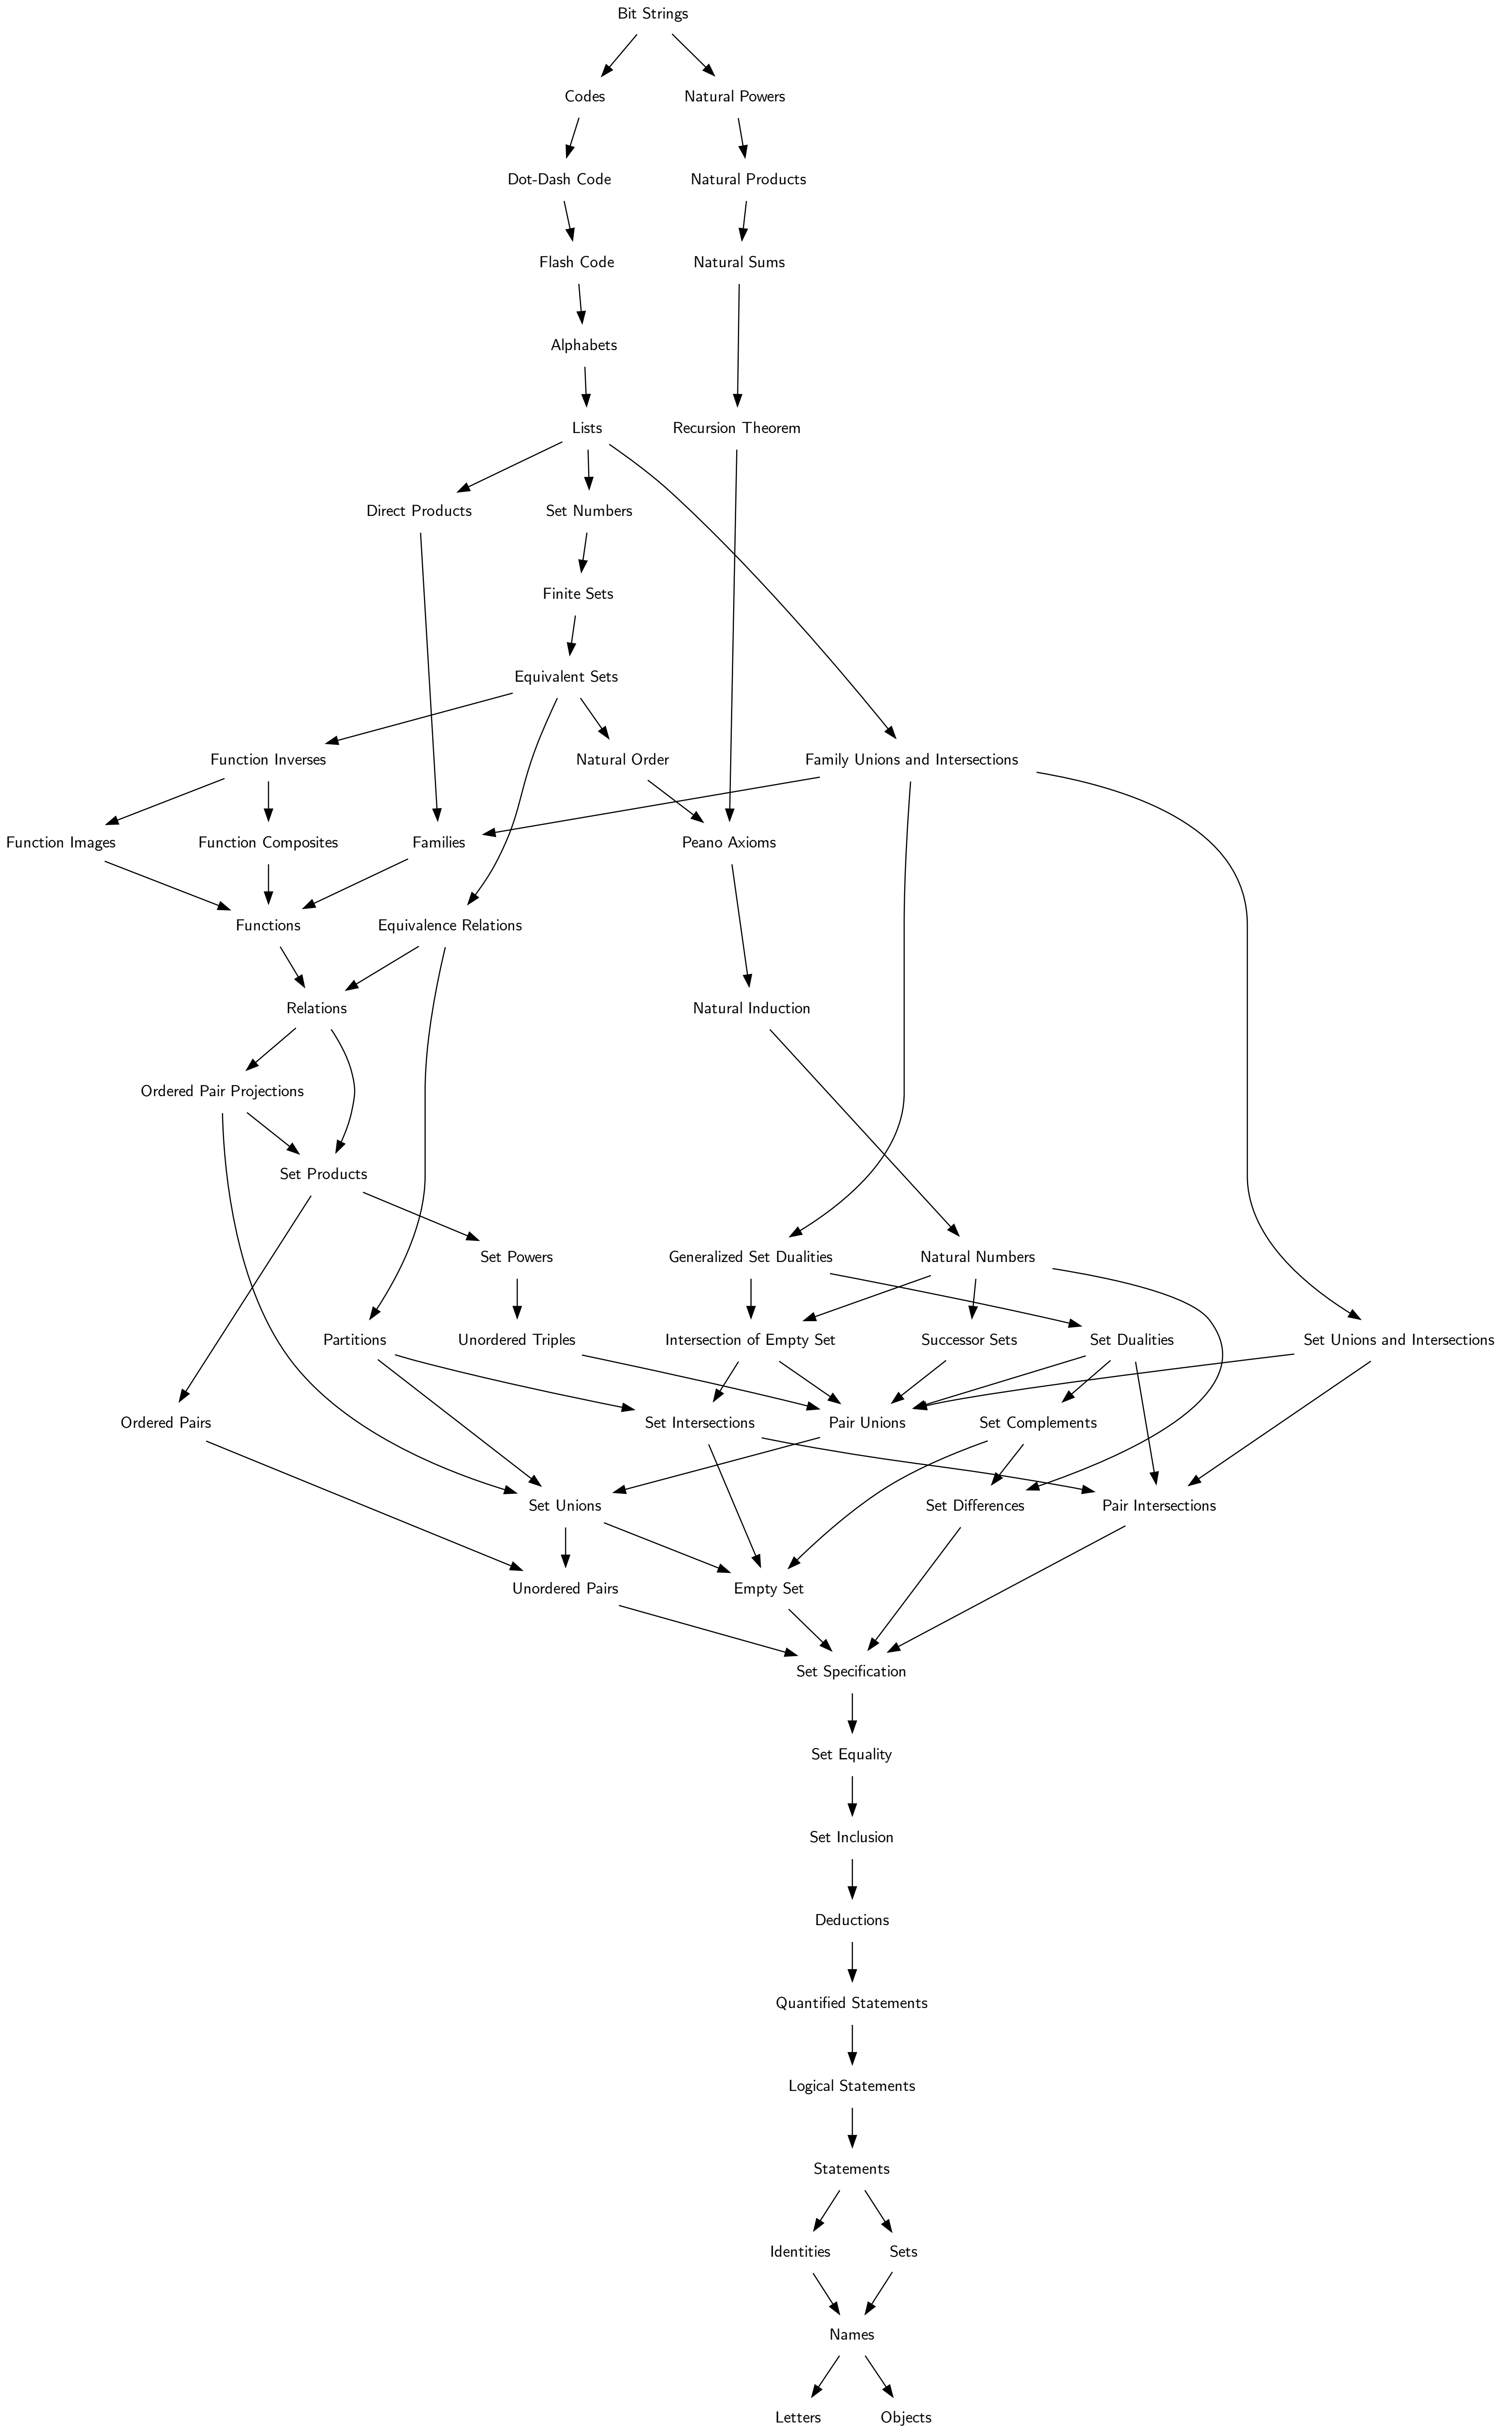 Bit Strings
Codes
Natural Powers
Dot-Dash Code
Natural Products
Flash Code
Natural Sums
Alphabets
Lists
Recursion Theorem
Direct Products
Set Numbers
Finite Sets
Equivalent Sets
Function Inverses
Natural Order
Family Unions and Intersections
Function Images
Function Composites
Families
Peano Axioms
Functions
Equivalence Relations
Relations
Natural Induction
Ordered Pair Projections
Set Products
Set Powers
Generalized Set Dualities
Natural Numbers
Partitions
Unordered Triples
Intersection of Empty Set
Successor Sets
Set Dualities
Set Unions and Intersections
Ordered Pairs
Set Intersections
Pair Unions
Set Complements
Set Unions
Set Differences
Pair Intersections
Unordered Pairs
Empty Set
Set Specification
Set Equality
Set Inclusion
Deductions
Quantified Statements
Logical Statements
Statements
Identities
Sets
Names
Letters
Objects